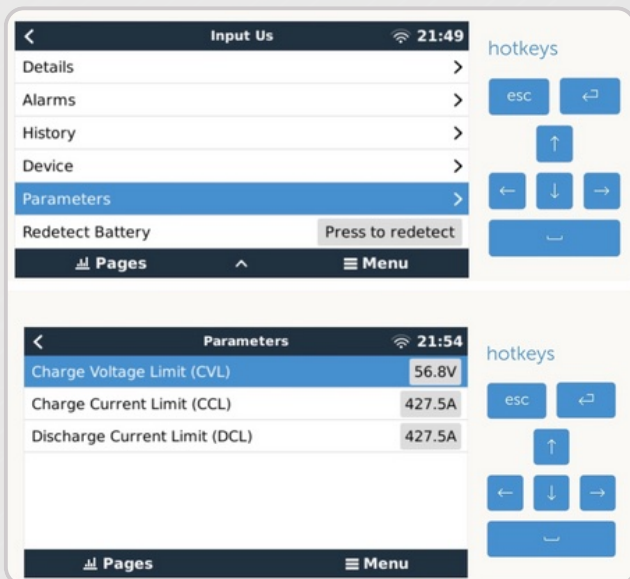 Input Us 21:49
Details
Alarms
History
Device
Parameters
Redetect Battery Press to redetect
Pages Menu
hotkeys
esc
Parameters 21:54
Charge Voltage Limit (CVL) 56.8V
Charge Current Limit (CCL) 427.5A
Discharge Current Limit (DCL) 427.5A
Pages Menu
hotkeys
esc